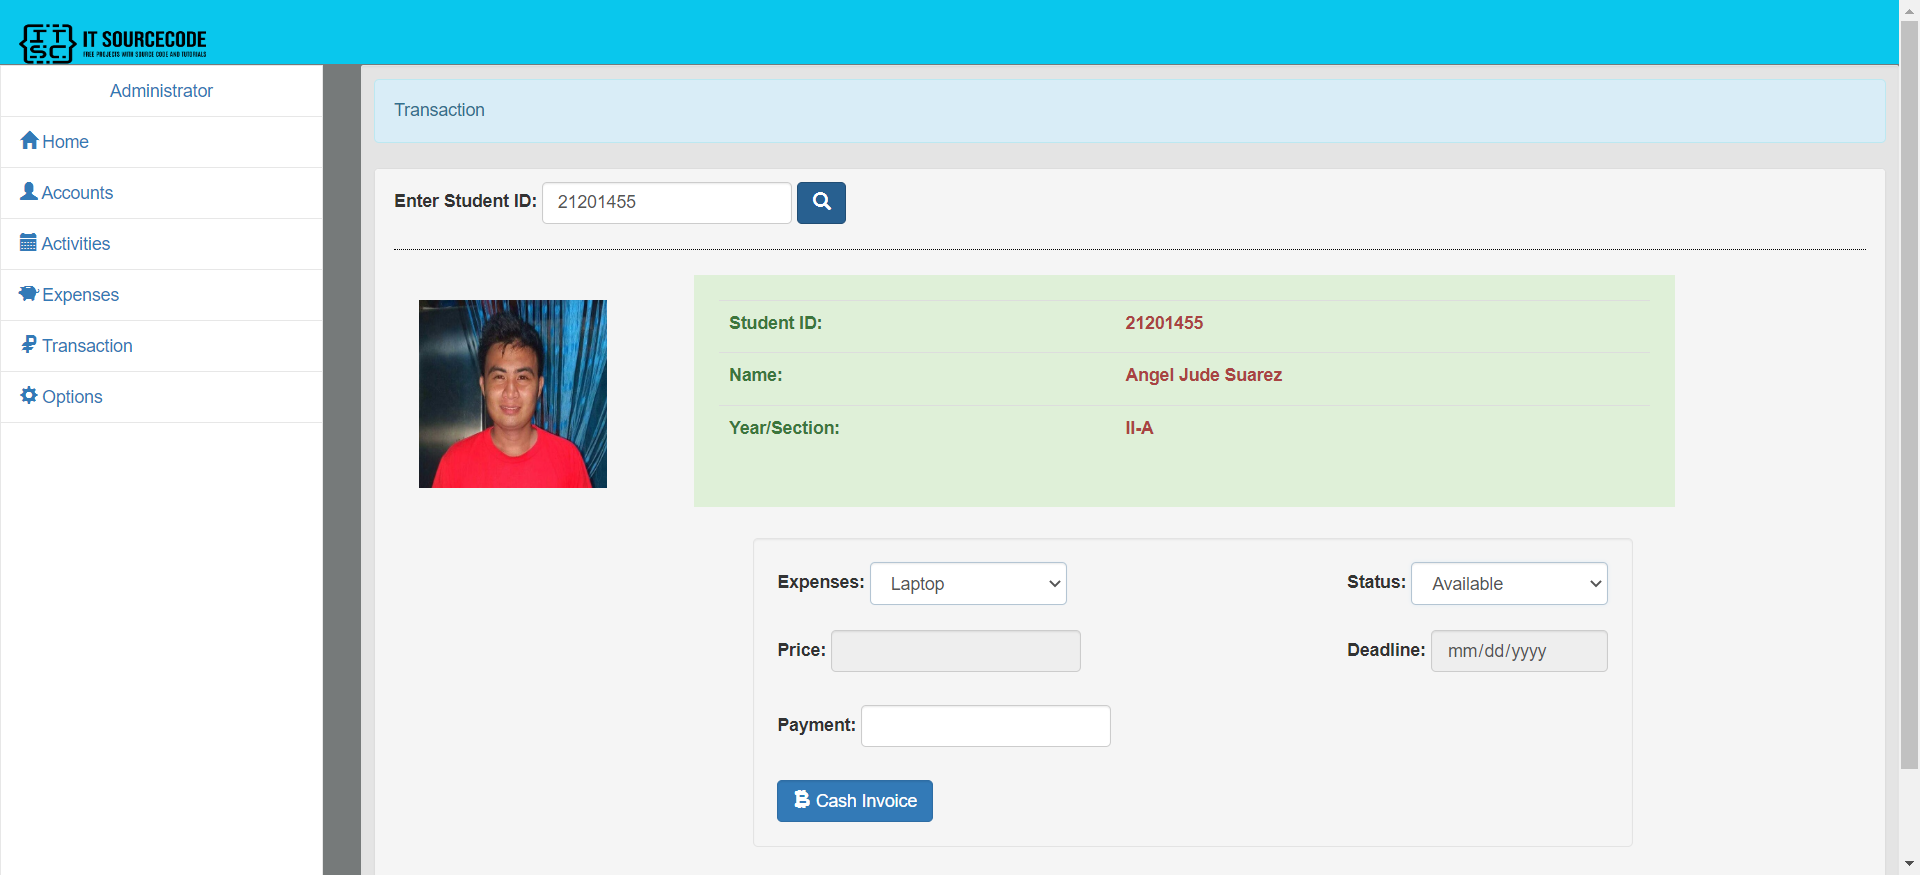 ITSC IT SOURCECODE
FREE PROJECTS WITH SOURCE CODE AND TUTORIALS
Administrator
Home
Accounts
Activities
Expenses
Transaction
Options
Transaction
Enter Student ID: 21201455
Student ID: 21201455
Name: Angel Jude Suarez
Year/Section: II-A
Expenses: Laptop
Status: Available
Price:
Deadline: mm/dd/yyyy
Payment:
Cash Invoice